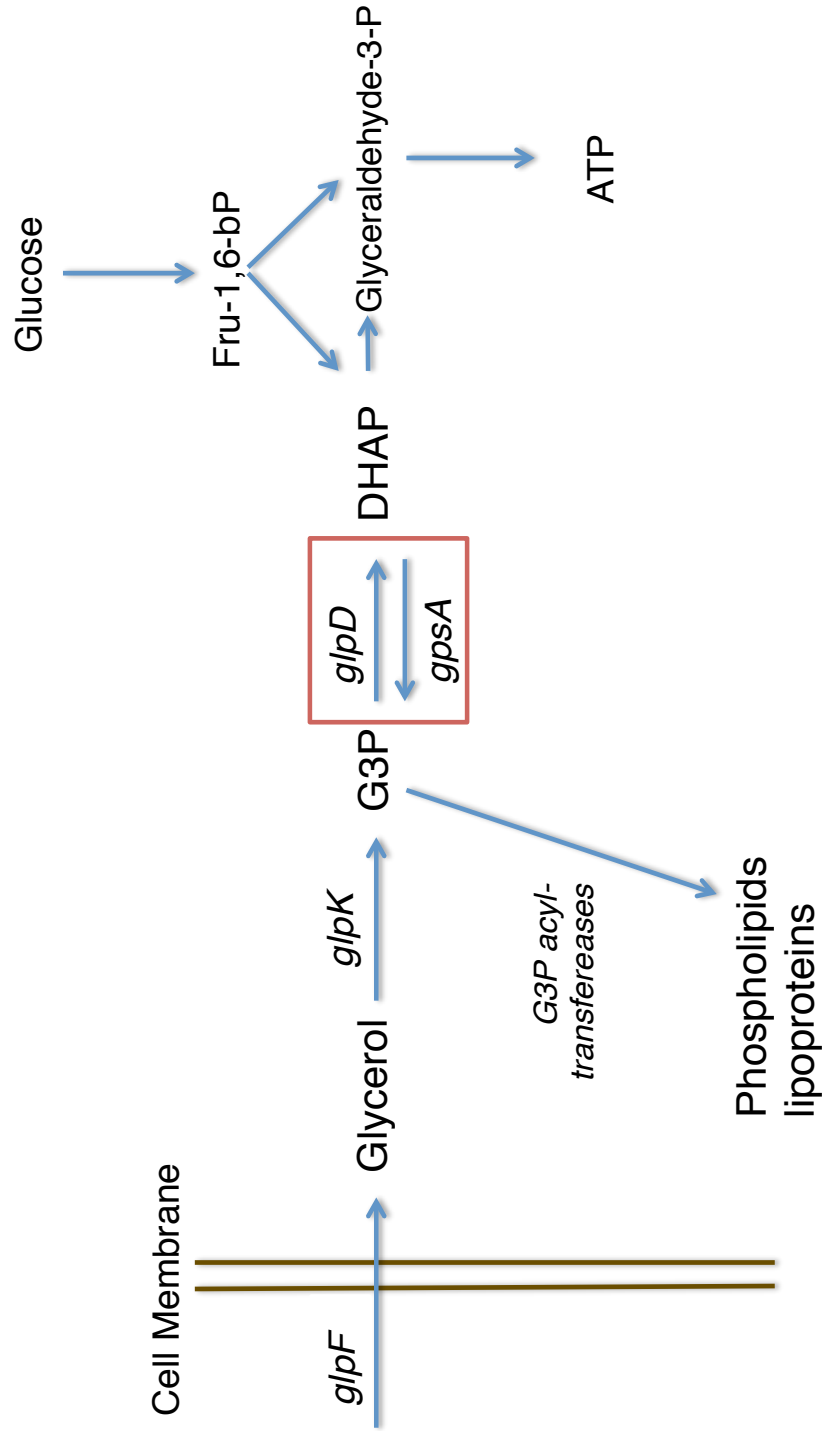 Glucose
Fru-1,6-bP
Cell Membrane
glpF
Glycerol
glpK
G3P
glpD
gpsA
DHAP
Glyceraldehyde-3-P
G3P acyl-
transfereases
ATP
Phospholipids
lipoproteins